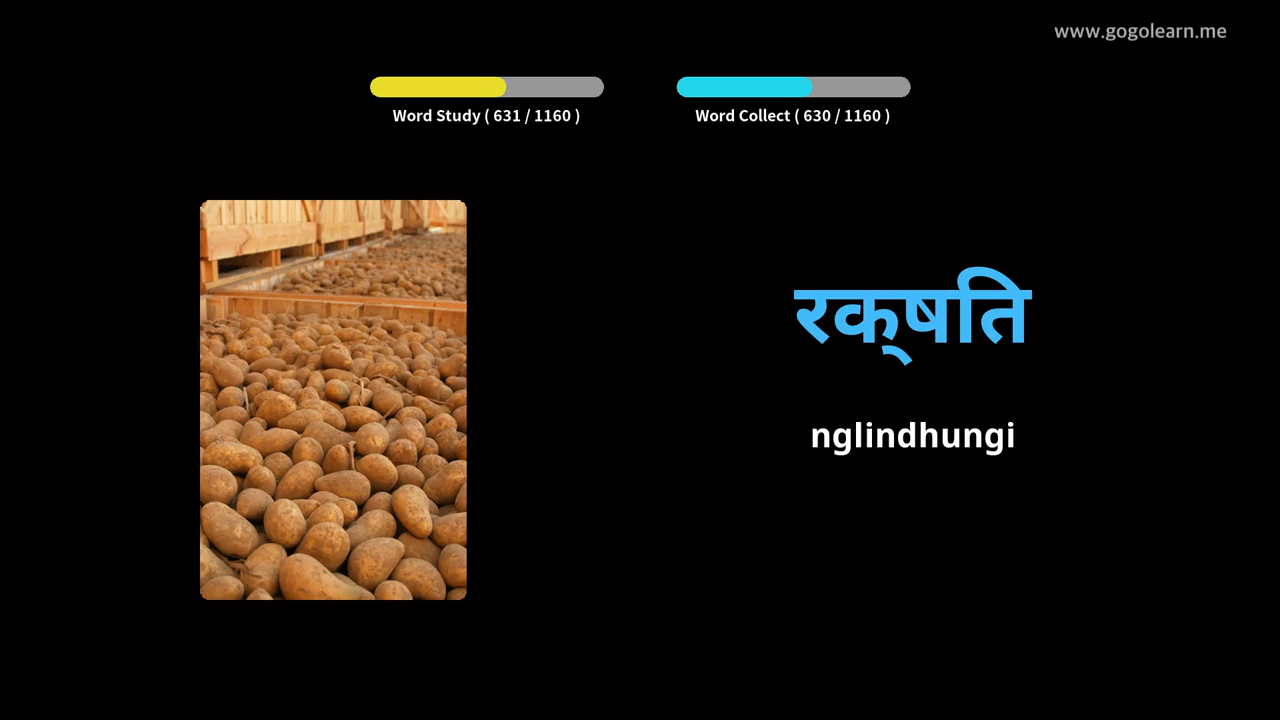 www.gogolearn.me
Word Study ( 631 / 1160 )
Word Collect ( 630 / 1160 )
रक्षति
nglindhungi